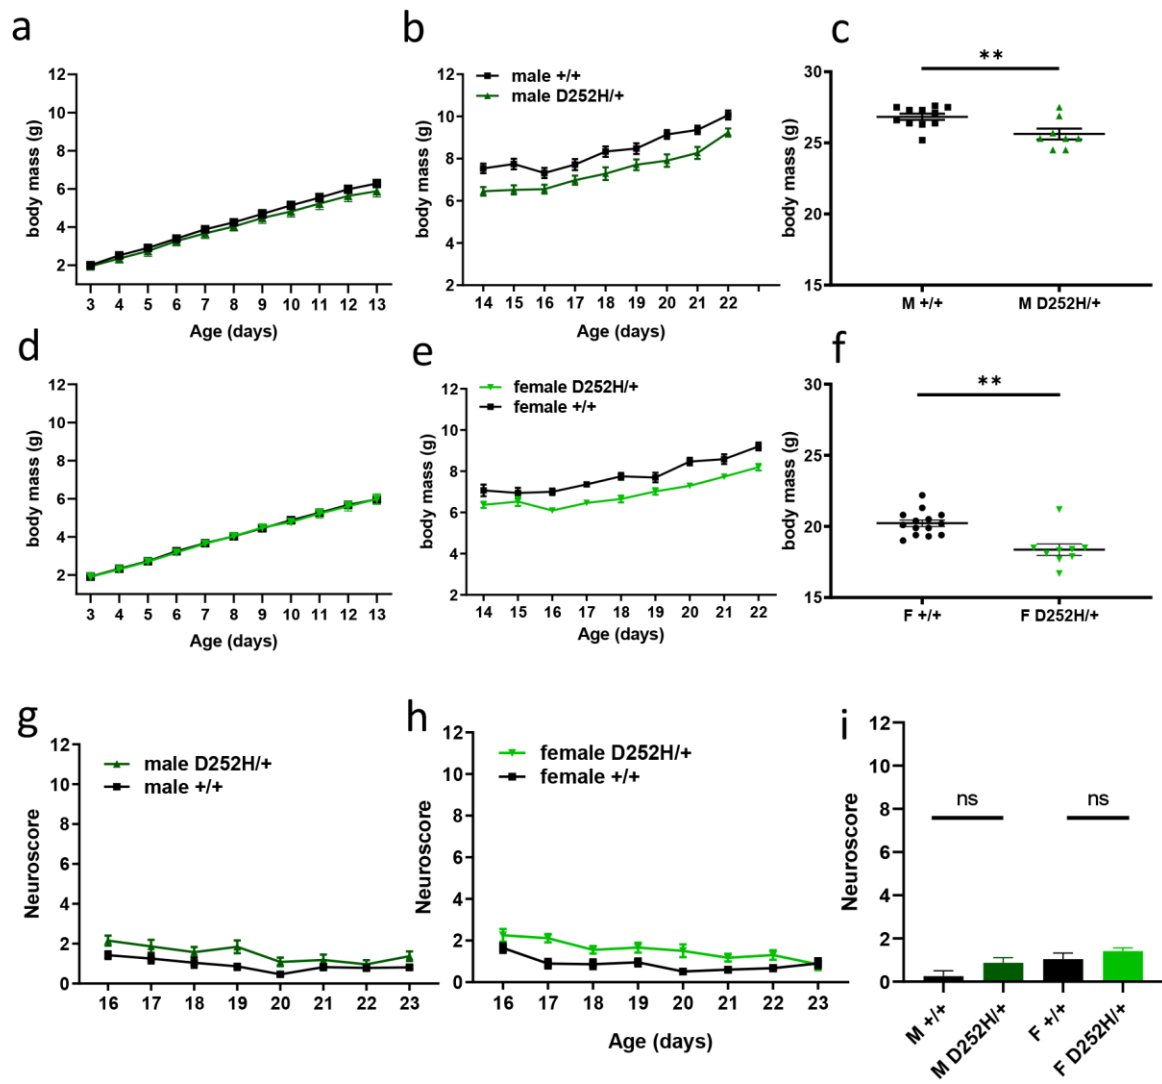 a
body mass (g)
12
10
8
6
4
2
3 4 5 6 7 8 9 10 11 12 13
Age (days)
b
male +/+
male D252H/+
body mass (g)
12
10
8
6
4
2
14 15 16 17 18 19 20 21 22
Age (days)
c
**
body mass (g)
30
25
20
15
M +/+ M D252H/+
d
body mass (g)
12
10
8
6
4
2
3 4 5 6 7 8 9 10 11 12 13
Age (days)
e
female D252H/+
female +/+
body mass (g)
12
10
8
6
4
2
14 15 16 17 18 19 20 21 22
Age (days)
f
**
body mass (g)
30
25
20
15
F +/+ F D252H/+
g
male D252H/+
male +/+
Neuroscore
12
10
8
6
4
2
0
16 17 18 19 20 21 22 23
h
female D252H/+
female +/+
Neuroscore
12
10
8
6
4
2
0
16 17 18 19 20 21 22 23
Age (days)
i
ns ns
Neuroscore
12
10
8
6
4
2
0
M +/+
M D252H/+
F +/+
F D252H/+